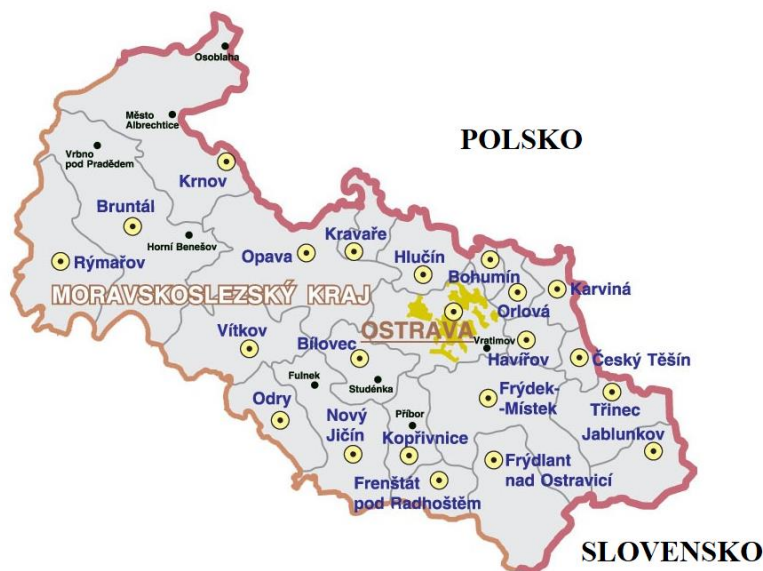 Osoblaha
Město
Albrechtice
POLSKO
Vrbno
pod Pradědem
Krnov
Bruntál
Horní Benešov
Kravaře
Opava
Hlučín
Rýmařov
Bohumín
Karviná
MORAVSKOSLEZSKÝ KRAJ
Orlová
Vítkov
OSTRAVA
Bílovec
Vratimov
Havířov
Český Těšín
Fulnek
Studénka
Odry
Frýdek-
-Místek
Nový
Jičín
Příbor
Třinec
Kopřivnice
Jablunkov
Frýdlant
nad Ostravicí
Frenštát
pod Radhoštěm
SLOVENSKO